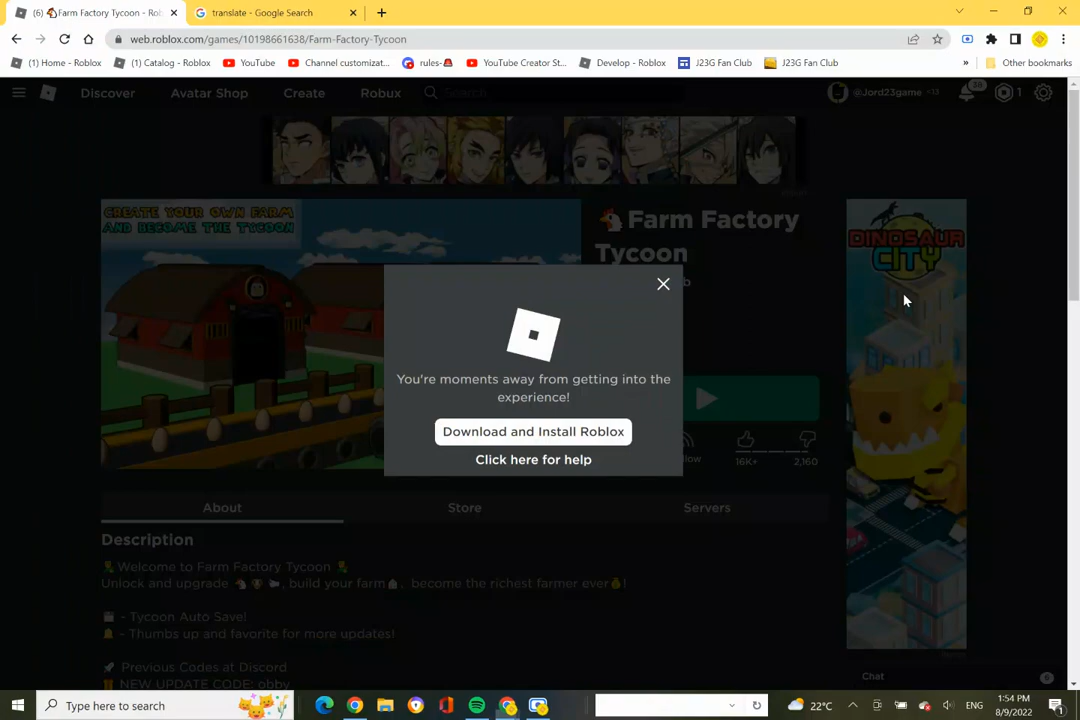 (6) 🐔Farm Factory Tycoon - Rob
translate - Google Search
web.roblox.com/games/10198661638/Farm-Factory-Tycoon
(1) Home - Roblox
(1) Catalog - Roblox
YouTube
Channel customizat...
rules-🚨
YouTube Creator St...
Develop - Roblox
J23G Fan Club
J23G Fan Club
»
Other bookmarks
Discover
Avatar Shop
Create
Robux
Search
@Jord23game
+13
1
CREATE YOUR OWN FARM
AND BECOME THE TYCOON
🐔Farm Factory
Tycoon
DINOSAUR
CITY
You're moments away from getting into the
experience!
Download and Install Roblox
Click here for help
16K+
2,160
About
Store
Servers
Description
Welcome to Farm Factory Tycoon
Unlock and upgrade 🐔🏆🐑, build your farm🏠, become the richest farmer ever💰!
- Tycoon Auto Save!
🔔 - Thumbs up and favorite for more updates!
🚀 Previous Codes at Discord
🎁 NEW UPDATE CODE: obby
Chat
0
Type here to search
22°C
ENG
1:54 PM
8/9/2022
1